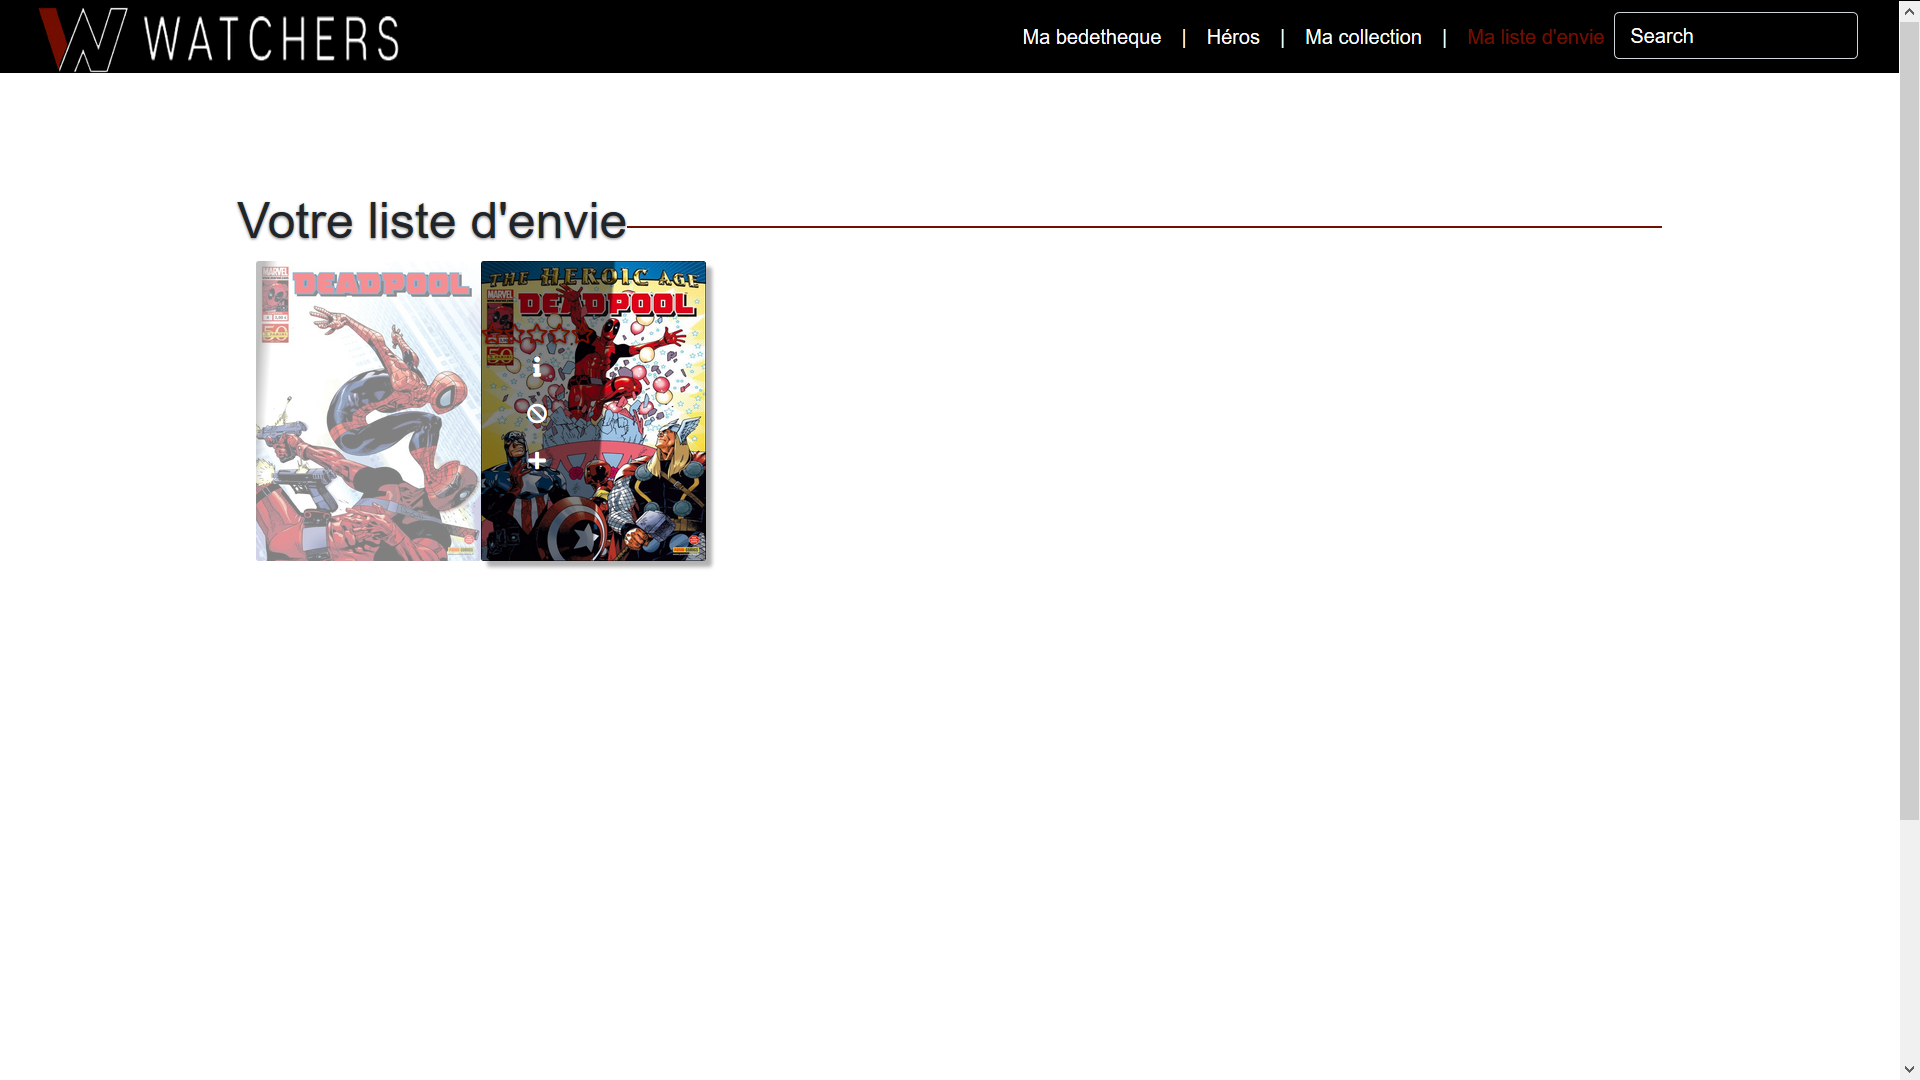 WATCHERS
Ma bedetheque | Héros | Ma collection | Ma liste d'envie
Search
Votre liste d'envie
MARVEL
DEADPOOL
50
THE HEROIC AGE
MARVEL
DEADPOOL
50